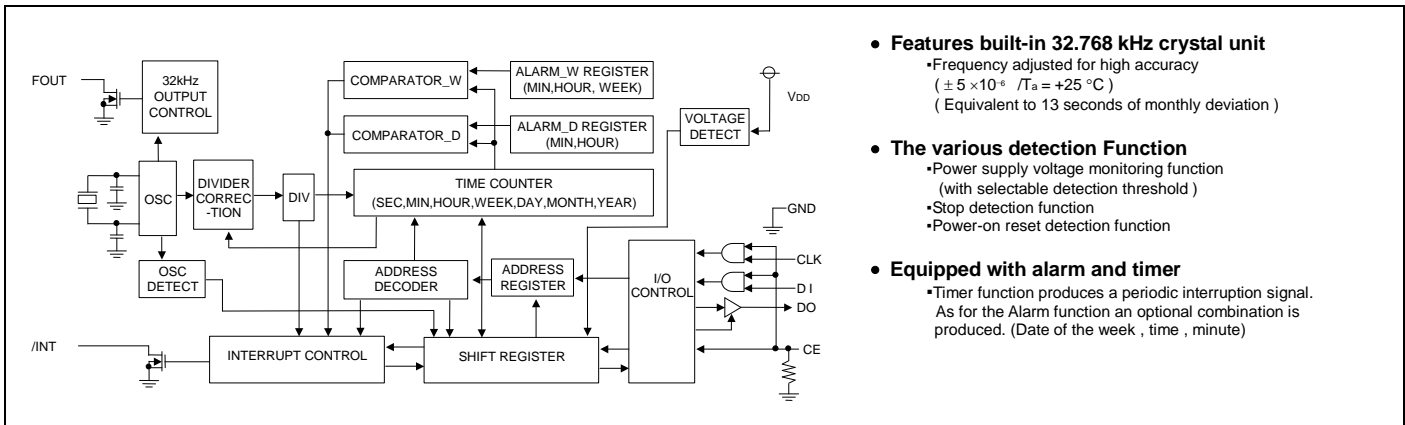 FOUT
32kHz
OUTPUT
CONTROL
COMPARATOR_W
ALARM_W REGISTER
(MIN,HOUR, WEEK)
COMPARATOR_D
ALARM_D REGISTER
(MIN,HOUR)
VOLTAGE
DETECT
VDD
OSC
DIVIDER
CORREC
-TION
DIV
TIME COUNTER
(SEC,MIN,HOUR,WEEK,DAY,MONTH,YEAR)
GND
OSC
DETECT
ADDRESS
DECODER
ADDRESS
REGISTER
I/O
CONTROL
CLK
D I
DO
CE
/INT
INTERRUPT CONTROL
SHIFT REGISTER
● Features built-in 32.768 kHz crystal unit
▪Frequency adjusted for high accuracy
( ± 5 ×10⁻⁶ /Ta = +25 °C )
( Equivalent to 13 seconds of monthly deviation )
● The various detection Function
▪Power supply voltage monitoring function
(with selectable detection threshold )
▪Stop detection function
▪Power-on reset detection function
● Equipped with alarm and timer
▪Timer function produces a periodic interruption signal.
As for the Alarm function an optional combination is
produced. (Date of the week , time , minute)